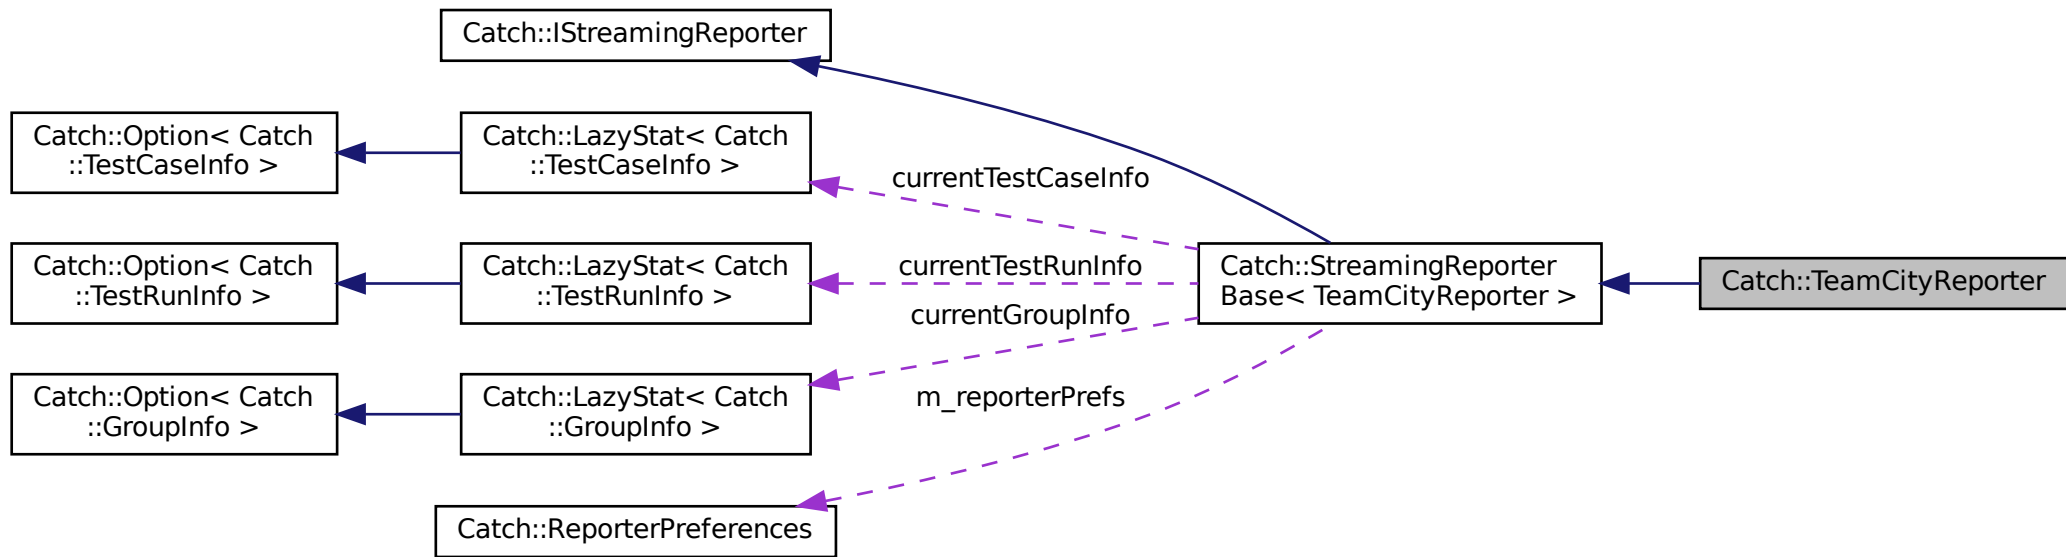 Catch::IStreamingReporter
Catch::Option< Catch
::TestCaseInfo >
Catch::LazyStat< Catch
::TestCaseInfo >
currentTestCaseInfo
Catch::Option< Catch
::TestRunInfo >
Catch::LazyStat< Catch
::TestRunInfo >
currentTestRunInfo
Catch::StreamingReporter
Base< TeamCityReporter >
Catch::TeamCityReporter
currentGroupInfo
Catch::Option< Catch
::GroupInfo >
Catch::LazyStat< Catch
::GroupInfo >
m_reporterPrefs
Catch::ReporterPreferences